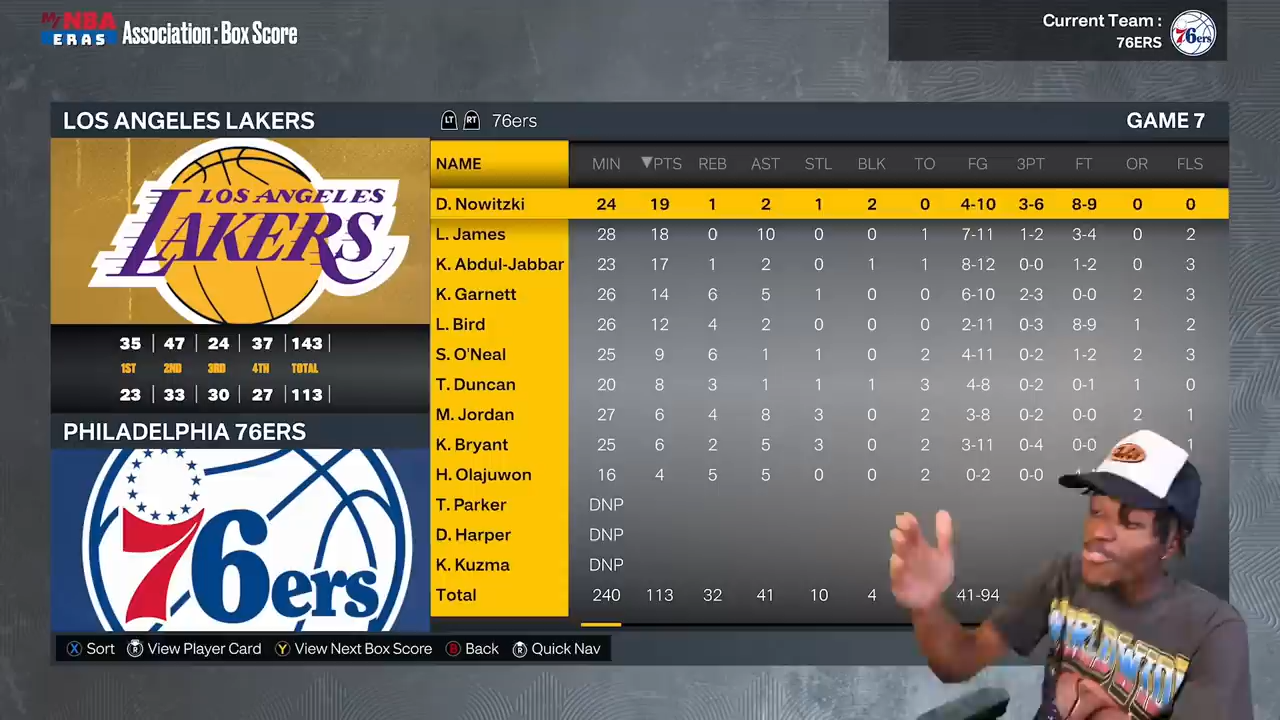 MyNBA ERAS Association: Box Score
Current Team :
76ERS
76ers
LOS ANGELES LAKERS
LOS ANGELES
LAKERS
35 | 47 | 24 | 37 | 143 |
1ST 2ND 3RD 4TH TOTAL
23 | 33 | 30 | 27 | 113 |
PHILADELPHIA 76ERS
76ers
LT RT 76ers GAME 7
NAME MIN ▼PTS REB AST STL BLK TO FG 3PT FT OR FLS
D. Nowitzki 24 19 1 2 1 2 0 4-10 3-6 8-9 0 0
L. James 28 18 0 10 0 0 1 7-11 1-2 3-4 0 2
K. Abdul-Jabbar 23 17 1 2 0 1 1 8-12 0-0 1-2 0 3
K. Garnett 26 14 6 5 1 0 0 6-10 2-3 0-0 2 3
L. Bird 26 12 4 2 0 0 0 2-11 0-3 8-9 1 2
S. O'Neal 25 9 6 1 1 0 2 4-11 0-2 1-2 2 3
T. Duncan 20 8 3 1 1 1 3 4-8 0-2 0-1 1 0
M. Jordan 27 6 4 8 3 0 2 3-8 0-2 0-0 2 1
K. Bryant 25 6 2 5 3 0 2 3-11 0-4 0-0 1
H. Olajuwon 16 4 5 5 0 0 2 0-2 0-0
T. Parker DNP
D. Harper DNP
K. Kuzma DNP
Total 240 113 32 41 10 4 41-94
X Sort R View Player Card Y View Next Box Score B Back R Quick Nav